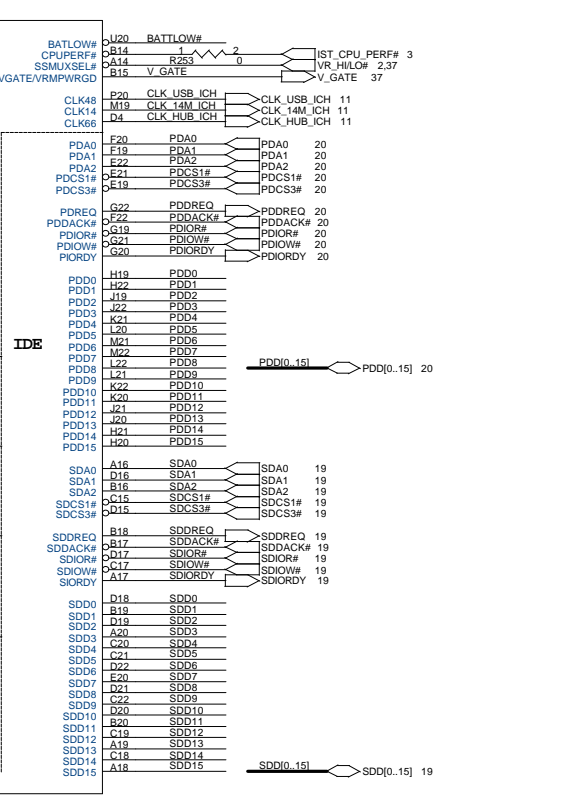 BATLOW# U20 BATTLOW#
CPUPERF# B14 1 2 IST_CPU_PERF# 3
SSMUXSEL# A14 R253 0 VR_HI/LO# 2,37
VGATE/VRMPWRGD B15 V_GATE V_GATE 37
CLK48 P20 CLK_USB_ICH CLK_USB_ICH 11
CLK14 M19 CLK_14M_ICH CLK_14M_ICH 11
CLK66 D4 CLK_HUB_ICH CLK_HUB_ICH 11
PDA0 F20 PDA0 PDA0 20
PDA1 F19 PDA1 PDA1 20
PDA2 E22 PDA2 PDA2 20
PDCS1# E21 PDCS1# PDCS1# 20
PDCS3# E19 PDCS3# PDCS3# 20
PDREQ G22 PDDREQ PDDREQ 20
PDDACK# F22 PDDACK# PDDACK# 20
PDIOR# G19 PDIOR# PDIOR# 20
PDIOW# G21 PDIOW# PDIOW# 20
PIORDY G20 PDIORDY PDIORDY 20
PDD0 H19 PDD0
PDD1 H22 PDD1
PDD2 J19 PDD2
PDD3 J22 PDD3
PDD4 K21 PDD4
PDD5 L20 PDD5
IDE
PDD6 M21 PDD6
PDD7 M22 PDD7
PDD8 L22 PDD8 PDD[0..15] PDD[0..15] 20
PDD9 L21 PDD9
PDD10 K22 PDD10
PDD11 K20 PDD11
PDD12 J21 PDD12
PDD13 J20 PDD13
PDD14 H21 PDD14
PDD15 H20 PDD15
SDA0 A16 SDA0 SDA0 19
SDA1 D16 SDA1 SDA1 19
SDA2 B16 SDA2 SDA2 19
SDCS1# C15 SDCS1# SDCS1# 19
SDCS3# D15 SDCS3# SDCS3# 19
SDDREQ B18 SDDREQ SDDREQ 19
SDDACK# B17 SDDACK# SDDACK# 19
SDIOR# D17 SDIOR# SDIOR# 19
SDIOW# C17 SDIOW# SDIOW# 19
SIORDY A17 SDIORDY SDIORDY 19
SDD0 D18 SDD0
SDD1 B19 SDD1
SDD2 D19 SDD2
SDD3 A20 SDD3
SDD4 C20 SDD4
SDD5 C21 SDD5
SDD6 D22 SDD6
SDD7 E20 SDD7
SDD8 D21 SDD8
SDD9 C22 SDD9
SDD10 D20 SDD10
SDD11 B20 SDD11
SDD12 C19 SDD12
SDD13 A19 SDD13
SDD14 C18 SDD14
SDD15 A18 SDD15 SDD[0..15] SDD[0..15] 19